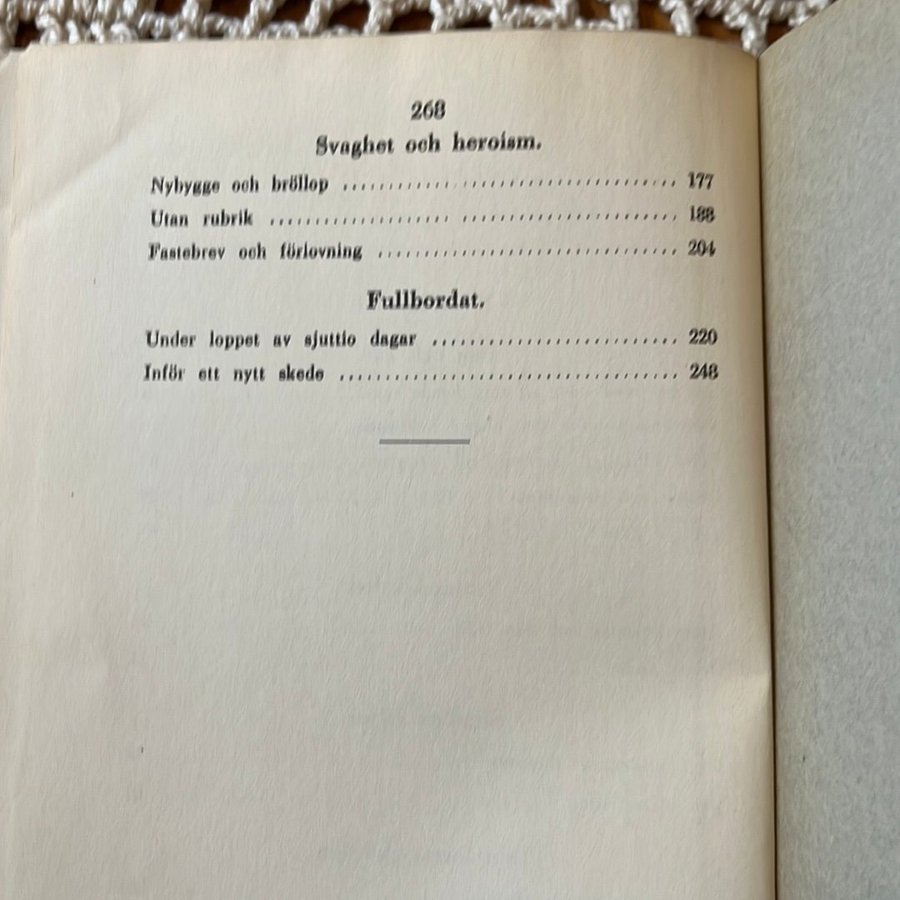 268
Svaghet och heroism.
Nybygge och bröllop ........................................ 177
Utan rubrik ........................................ 188
Fastebrev och förlovning ................................ 204
Fullbordat.
Under loppet av sjuttio dagar .......................... 220
Inför ett nytt skede .................................... 248